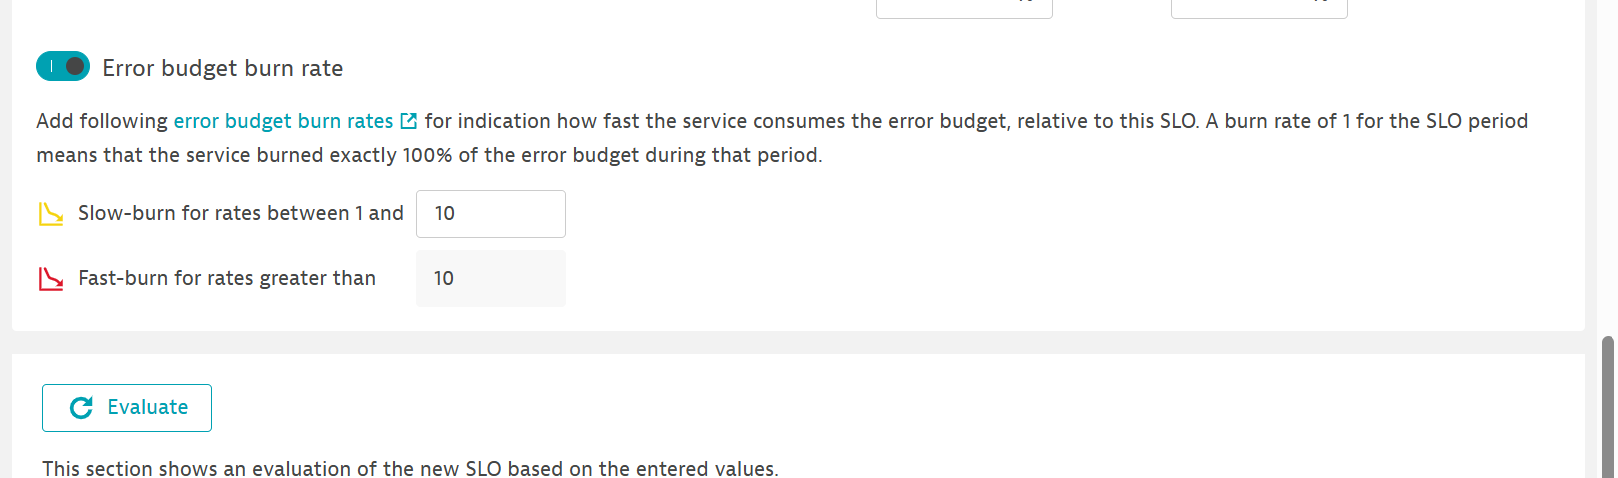 Error budget burn rate
Add following error budget burn rates for indication how fast the service consumes the error budget, relative to this SLO. A burn rate of 1 for the SLO period
means that the service burned exactly 100% of the error budget during that period.
Slow-burn for rates between 1 and 10
Fast-burn for rates greater than 10
Evaluate
This section shows an evaluation of the new SLO based on the entered values.